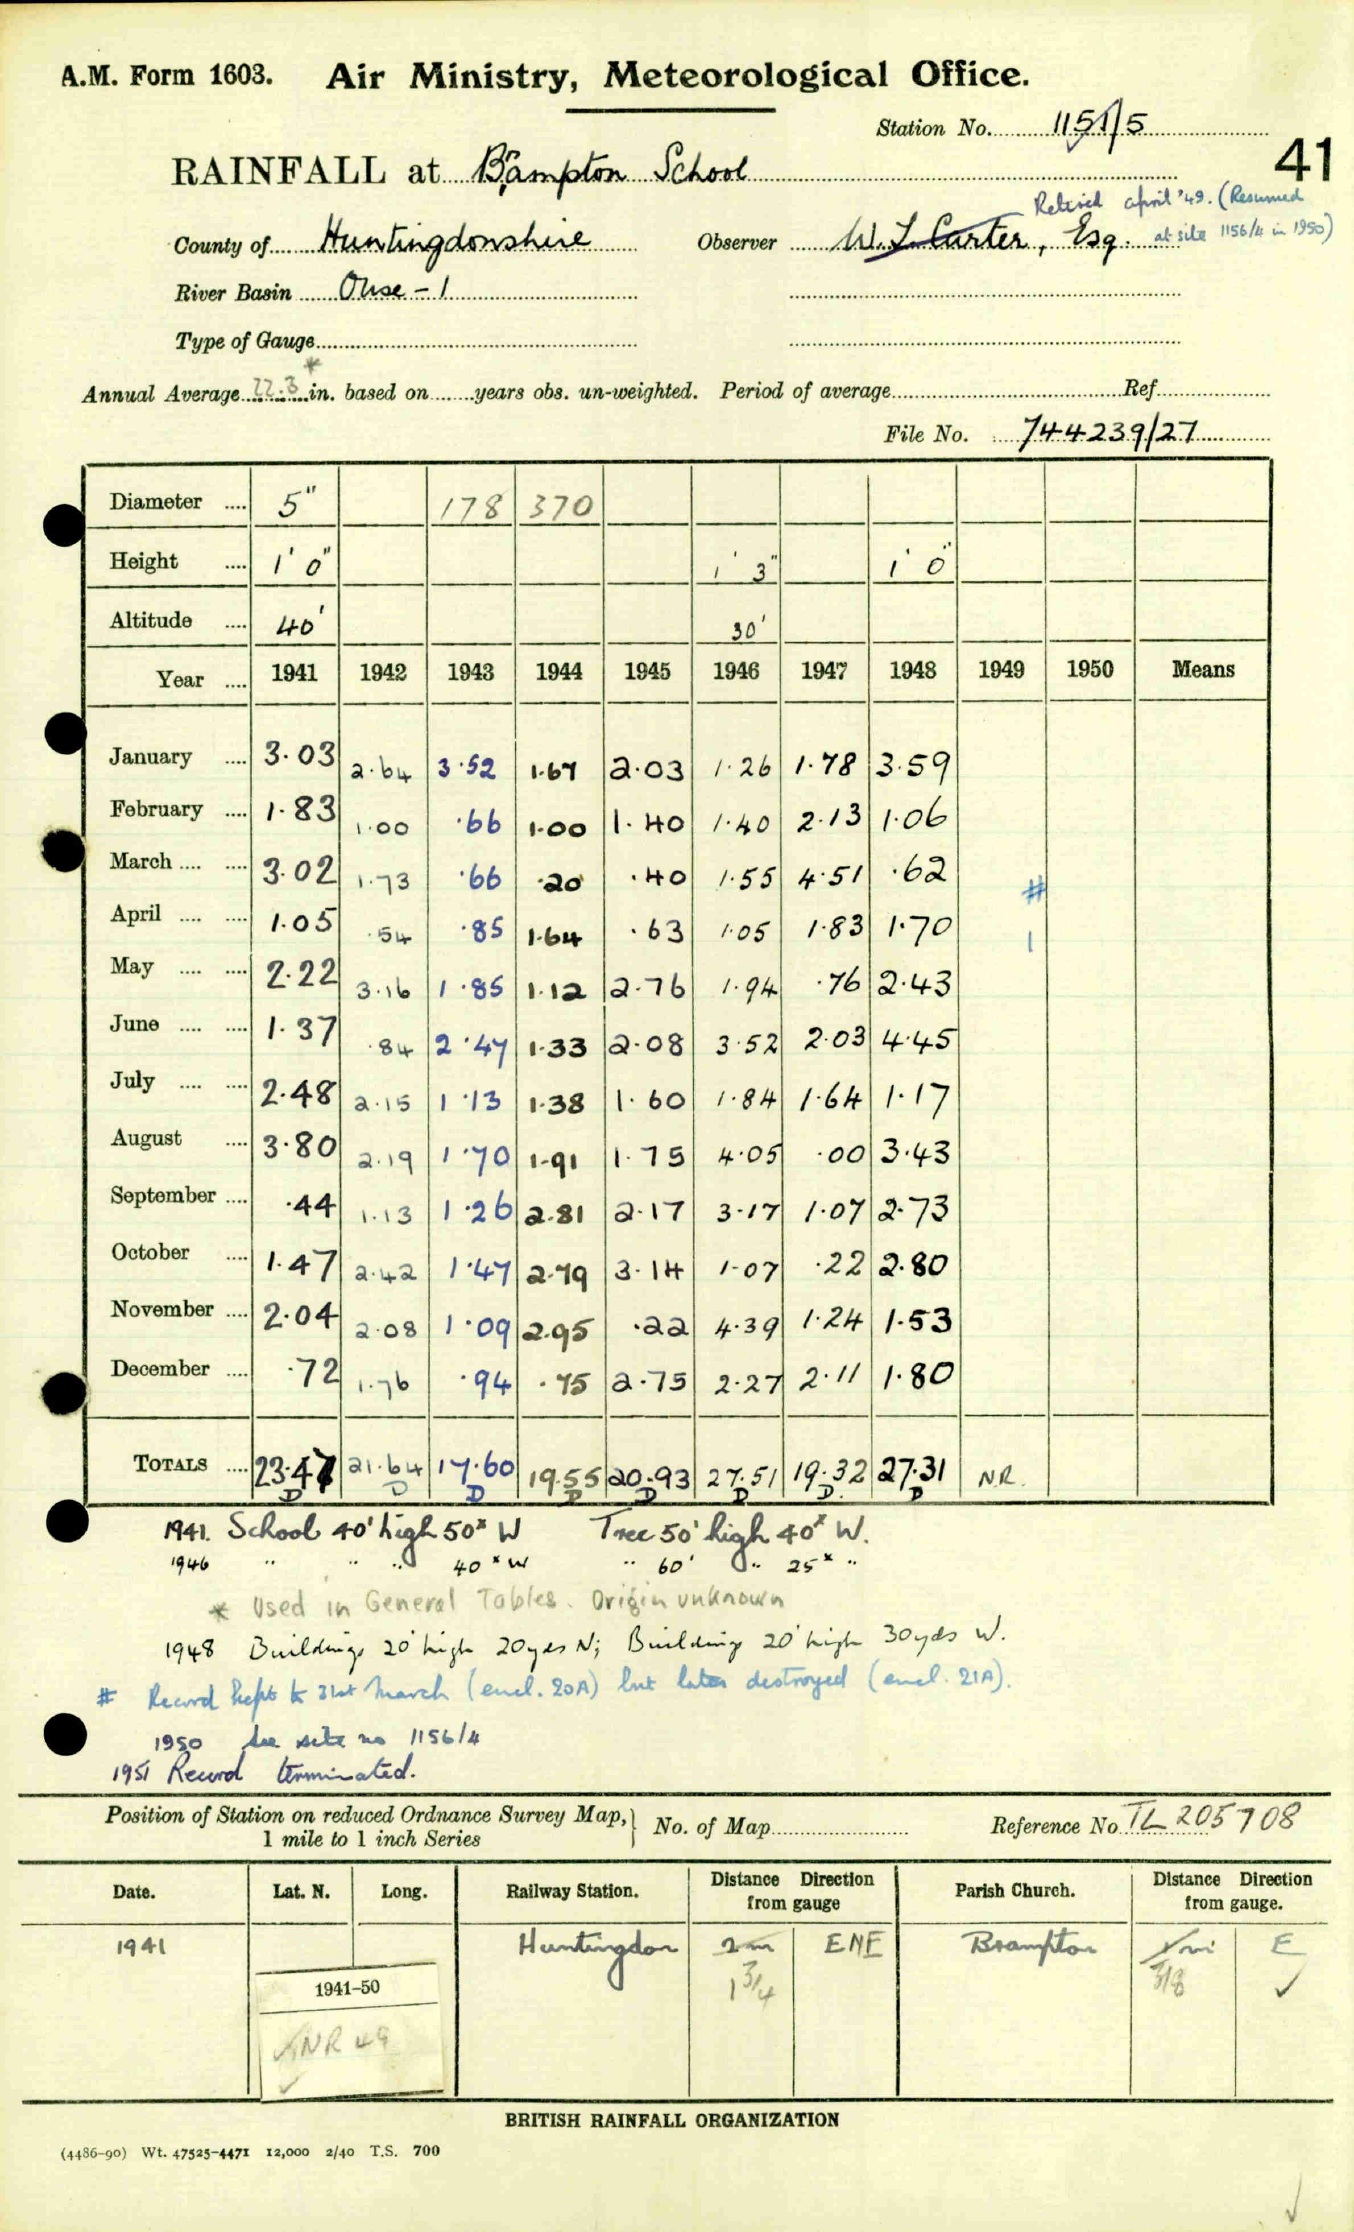 A.M. Form 1603. Air Ministry, Meteorological Office.
Station No. 1151/5
41
RAINFALL at Brampton School
Retired april '49. (Resumed
County of Huntingdonshire Observer W. L. Carter, Esq. at site 1156/4 in 1950)
River Basin Ouse - 1
Type of Gauge
Annual Average 22.3* in. based on years obs. un-weighted. Period of average Ref
File No. 744239/27
Diameter .... 5" 178 370
Height .... 1' 0" 1' 3" 1' 0"
Altitude .... 40' 30'
Year .... 1941 1942 1943 1944 1945 1946 1947 1948 1949 1950 Means
January .... 3.03 2.64 3.52 1.67 2.03 1.26 1.78 3.59
February .... 1.83 1.00 .66 1.00 1.40 1.40 2.13 1.06
March .... .... 3.02 1.73 .66 .20 .40 1.55 4.51 .62 #
April .... .... 1.05 .54 .85 1.64 .63 1.05 1.83 1.70 1
May .... .... 2.22 3.16 1.85 1.12 2.76 1.94 .76 2.43
June .... .... 1.37 .84 2.47 1.33 2.08 3.52 2.03 4.45
July .... .... 2.48 2.15 1.13 1.38 1.60 1.84 1.64 1.17
August .... 3.80 2.19 1.70 1.91 1.75 4.05 .00 3.43
September .... .44 1.13 1.26 2.81 2.17 3.17 1.07 2.73
October .... 1.47 2.42 1.47 2.79 3.14 1.07 .22 2.80
November .... 2.04 2.08 1.09 2.95 .22 4.39 1.24 1.53
December .... .72 1.76 .94 .75 2.75 2.27 2.11 1.80
TOTALS .... 23.47 21.64 17.60 19.55 20.93 27.51 19.32 27.31 NR.
D D D D D D D. D
1941. School 40' high 50x W Tree 50' high 40x W.
1946 " " " 40x W " 60' " 25x "
* Used in General Tables. Origin unknown
1948 Buildings 20' high 20yds N; Building 20' high 30yds W.
# Record kept to 31st March (encl. 20A) but later destroyed (encl. 21A).
1950 See site no 1156/4
1951 Record terminated.
Position of Station on reduced Ordnance Survey Map, 1 mile to 1 inch Series } No. of Map Reference No TL 205708
Date. Lat. N. Long. Railway Station. Distance Direction from gauge Parish Church. Distance Direction from gauge.
1941 Huntingdon 2m ENE Brampton E
1 3/4 3/8 ✓
1941-50
NR 49
BRITISH RAINFALL ORGANIZATION
(4486-90) Wt. 47525-4471 12,000 2/40 T.S. 700